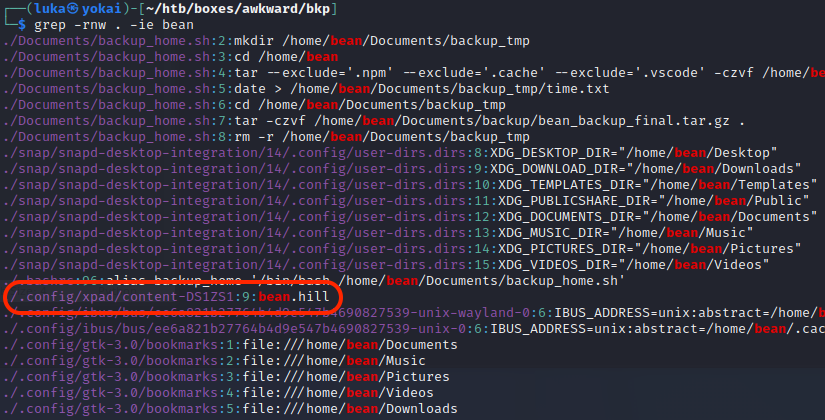 ┌──(luka㉿yokai)-[~/htb/boxes/awkward/bkp]
└─$ grep -rnw . -ie bean
./Documents/backup_home.sh:2:mkdir /home/bean/Documents/backup_tmp
./Documents/backup_home.sh:3:cd /home/bean
./Documents/backup_home.sh:4:tar --exclude='.npm' --exclude='.cache' --exclude='.vscode' -czvf /home/be
./Documents/backup_home.sh:5:date > /home/bean/Documents/backup_tmp/time.txt
./Documents/backup_home.sh:6:cd /home/bean/Documents/backup_tmp
./Documents/backup_home.sh:7:tar -czvf /home/bean/Documents/backup/bean_backup_final.tar.gz .
./Documents/backup_home.sh:8:rm -r /home/bean/Documents/backup_tmp
./snap/snapd-desktop-integration/14/.config/user-dirs.dirs:8:XDG_DESKTOP_DIR="/home/bean/Desktop"
./snap/snapd-desktop-integration/14/.config/user-dirs.dirs:9:XDG_DOWNLOAD_DIR="/home/bean/Downloads"
./snap/snapd-desktop-integration/14/.config/user-dirs.dirs:10:XDG_TEMPLATES_DIR="/home/bean/Templates"
./snap/snapd-desktop-integration/14/.config/user-dirs.dirs:11:XDG_PUBLICSHARE_DIR="/home/bean/Public"
./snap/snapd-desktop-integration/14/.config/user-dirs.dirs:12:XDG_DOCUMENTS_DIR="/home/bean/Documents"
./snap/snapd-desktop-integration/14/.config/user-dirs.dirs:13:XDG_MUSIC_DIR="/home/bean/Music"
./snap/snapd-desktop-integration/14/.config/user-dirs.dirs:14:XDG_PICTURES_DIR="/home/bean/Pictures"
./snap/snapd-desktop-integration/14/.config/user-dirs.dirs:15:XDG_VIDEOS_DIR="/home/bean/Videos"
./.bashrc:96:alias backup_home='/bin/bash /home/bean/Documents/backup_home.sh'
./.config/xpad/content-DS1ZS1:9:bean.hill
./.config/ibus/bus/ee6a821b27764b4d9e547b4690827539-unix-wayland-0:6:IBUS_ADDRESS=unix:abstract=/home/b
./.config/ibus/bus/ee6a821b27764b4d9e547b4690827539-unix-0:6:IBUS_ADDRESS=unix:abstract=/home/bean/.cac
./.config/gtk-3.0/bookmarks:1:file:///home/bean/Documents
./.config/gtk-3.0/bookmarks:2:file:///home/bean/Music
./.config/gtk-3.0/bookmarks:3:file:///home/bean/Pictures
./.config/gtk-3.0/bookmarks:4:file:///home/bean/Videos
./.config/gtk-3.0/bookmarks:5:file:///home/bean/Downloads